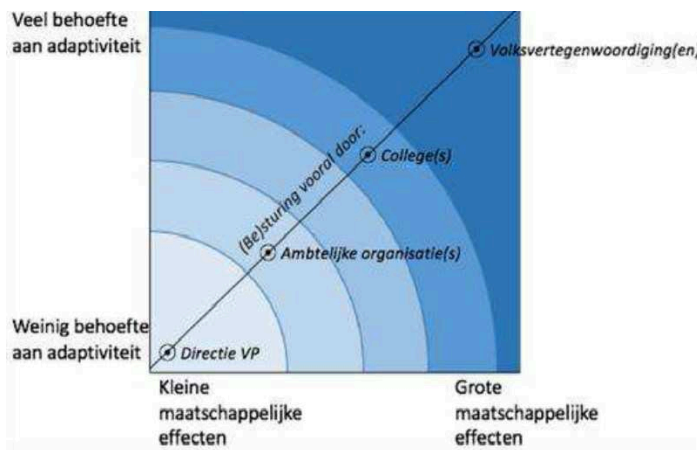 Veel behoefte
aan adaptiviteit
Volksvertegenwoordiging(en)
(Be)sturing vooral door:
College(s)
Ambtelijke organisatie(s)
Weinig behoefte
aan adaptiviteit
Directie VP
Kleine
maatschappelijke
effecten
Grote
maatschappelijke
effecten